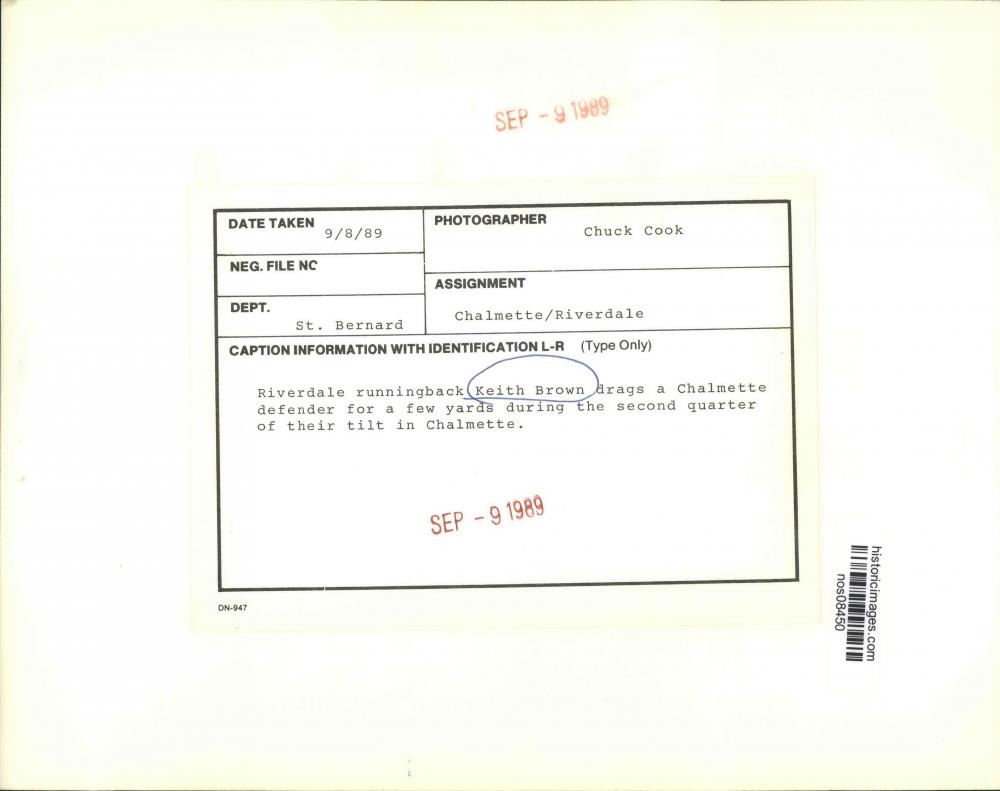 SEP - 9 1989
DATE TAKEN
9/8/89
PHOTOGRAPHER
Chuck Cook
NEG. FILE NO
ASSIGNMENT
Chalmette/Riverdale
DEPT.
St. Bernard
CAPTION INFORMATION WITH IDENTIFICATION L-R (Type Only)
Riverdale runningback Keith Brown drags a Chalmette
defender for a few yards during the second quarter
of their tilt in Chalmette.
SEP - 9 1989
DN-947
historicimages.com
nos08450